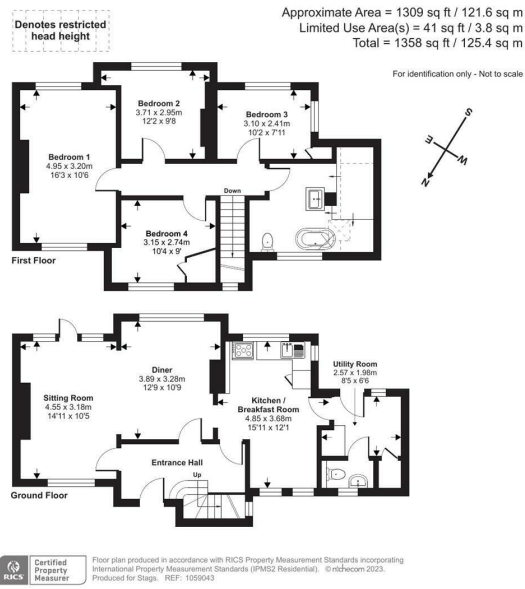 Denotes restricted
head height
Approximate Area = 1309 sq ft / 121.6 sq m
Limited Use Area(s) = 41 sq ft / 3.8 sq m
Total = 1358 sq ft / 125.4 sq m
For identification only - Not to scale
S
E
W
N
Bedroom 2
3.71 x 2.95m
12'2 x 9'8
Bedroom 3
3.10 x 2.41m
10'2 x 7'11
Bedroom 1
4.95 x 3.20m
16'3 x 10'6
Down
Bedroom 4
3.15 x 2.74m
10'4 x 9'
First Floor
Diner
3.89 x 3.28m
12'9 x 10'9
Utility Room
2.57 x 1.98m
8'5 x 6'6
Sitting Room
4.55 x 3.18m
14'11 x 10'5
Kitchen /
Breakfast Room
4.85 x 3.68m
15'11 x 12'1
Entrance Hall
Up
Ground Floor
RICS
Certified
Property
Measurer
Floor plan produced in accordance with RICS Property Measurement Standards incorporating
International Property Measurement Standards (IPMS2 Residential). © nichecom 2023.
Produced for Stags. REF: 1059043